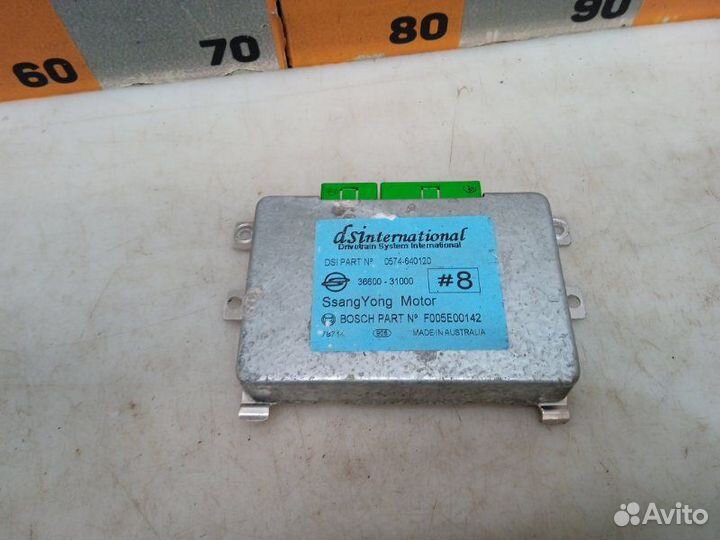 60
70
80
90
dsinternational
Drivetrain System International
DSI PART Nº 0574-640120
36600 - 31000
#8
SsangYong Motor
BOSCH PART Nº F005E00142
MADE IN AUSTRALIA
Avito